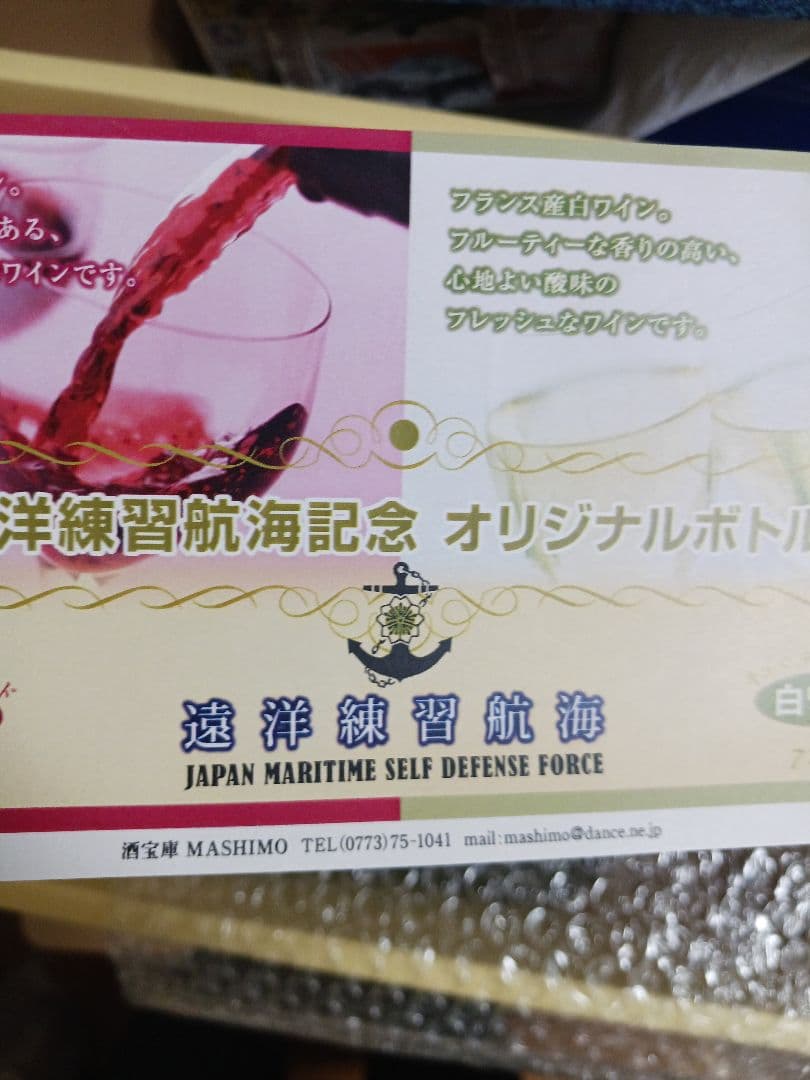 ン。
ある、
ワインです。
フランス産白ワイン。
フルーティーな香りの高い、
心地よい酸味の
フレッシュなワインです。
洋練習航海記念 オリジナルボトル
白
遠洋練習航海
JAPAN MARITIME SELF DEFENSE FORCE
酒宝庫 MASHIMO TEL(0773)75-1041 mail:mashimo@dance.ne.jp